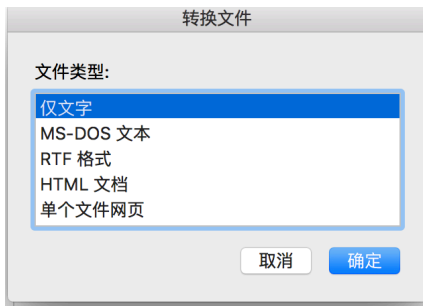 转换文件
文件类型:
仅文字
MS-DOS 文本
RTF 格式
HTML 文档
单个文件网页
取消 确定